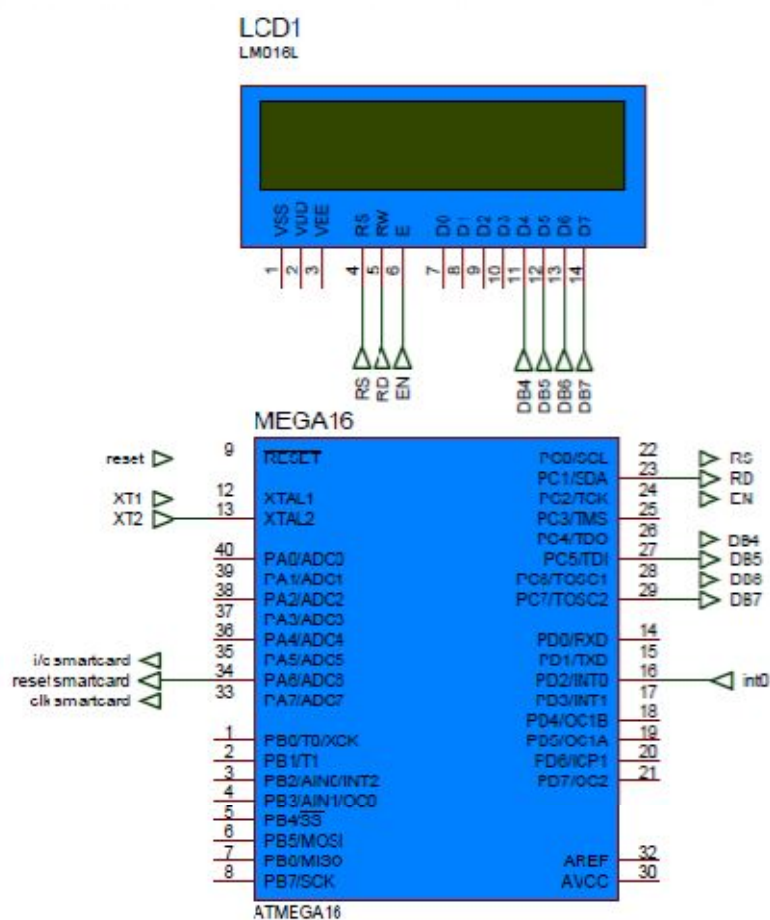 LCD1
LM016L
VSS VDD VEE RS RW E D0 D1 D2 D3 D4 D5 D6 D7
1 2 3 4 5 6 7 8 9 10 11 12 13 14
RS RD EN DB4 DB5 DB6 DB7
MEGA16
reset 9 RESET PC0/SCL 22 RS
PC1/SDA 23 RD
XT1 12 XTAL1 PC2/TCK 24 EN
XT2 13 XTAL2 PC3/TMS 25
PC4/TDO 26 DB4
40 PA0/ADC0 PC5/TDI 27 DB5
39 PA1/ADC1 PC6/TOSC1 28 DB6
38 PA2/ADC2 PC7/TOSC2 29 DB7
37 PA3/ADC3
36 PA4/ADC4 PD0/RXD 14
i/o smartcard 35 PA5/ADC5 PD1/TXD 15
reset smartcard 34 PA6/ADC6 PD2/INT0 16 int0
clk smartcard 33 PA7/ADC7 PD3/INT1 17
PD4/OC1B 18
1 PB0/T0/XCK PD5/OC1A 19
2 PB1/T1 PD6/ICP1 20
3 PB2/AIN0/INT2 PD7/OC2 21
4 PB3/AIN1/OC0
5 PB4/SS
6 PB5/MOSI
7 PB6/MISO AREF 32
8 PB7/SCK AVCC 30
ATMEGA16